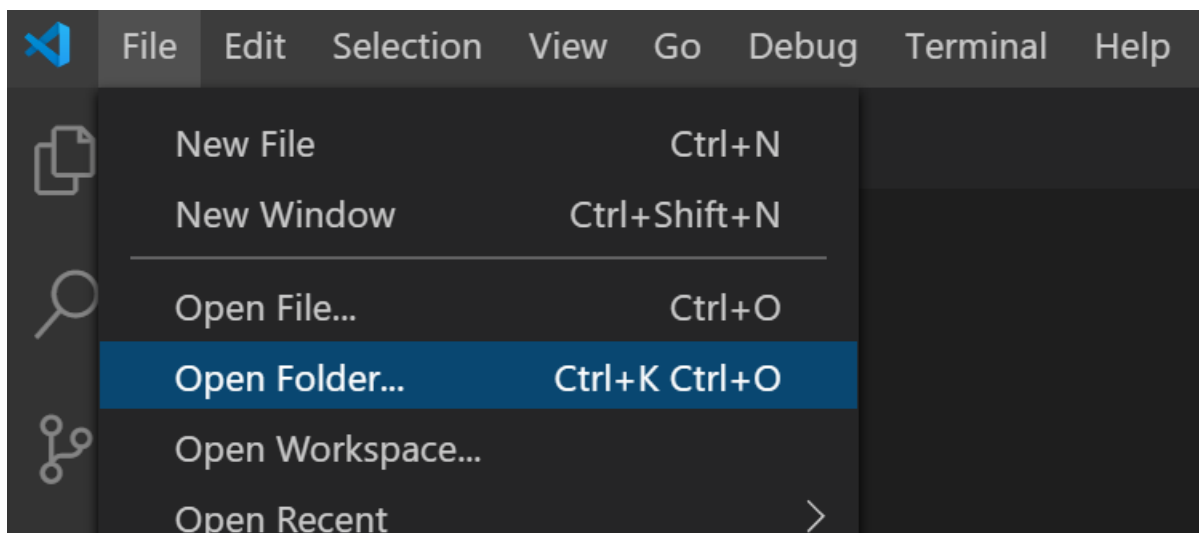 File Edit Selection View Go Debug Terminal Help
New File Ctrl+N
New Window Ctrl+Shift+N
Open File... Ctrl+O
Open Folder... Ctrl+K Ctrl+O
Open Workspace...
Open Recent